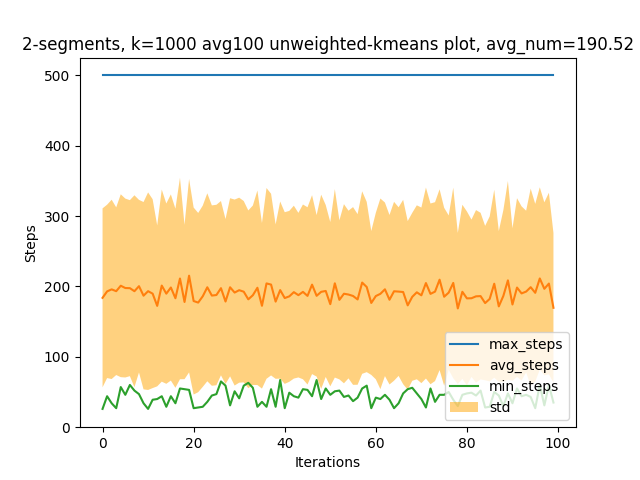 2-segments, k=1000 avg100 unweighted-kmeans plot, avg_num=190.52
500
400
300
200
100
0
Steps
0 20 40 60 80 100
Iterations
max_steps
avg_steps
min_steps
std